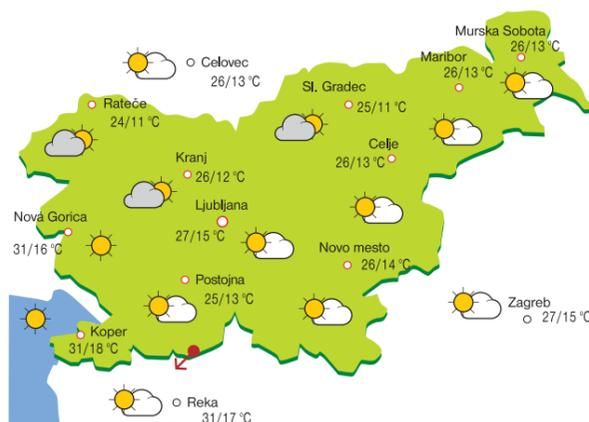 Murska Sobota
26/13 °C
Maribor
26/13 °C
Celovec
26/13 °C
Sl. Gradec
25/11 °C
Rateče
24/11 °C
Celje
26/13 °C
Kranj
26/12 °C
Ljubljana
27/15 °C
Nova Gorica
31/16 °C
Novo mesto
26/14 °C
Postojna
25/13 °C
Zagreb
27/15 °C
Koper
31/18 °C
Reka
31/17 °C